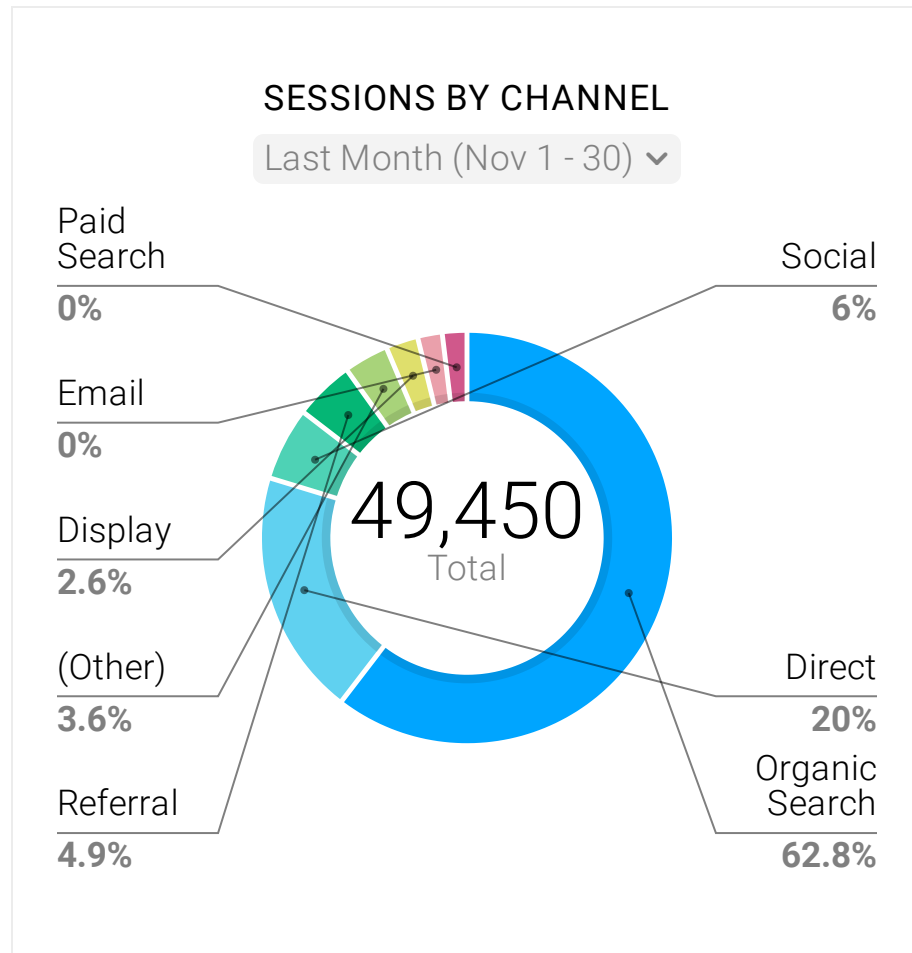 SESSIONS BY CHANNEL
Last Month (Nov 1 - 30)
Paid
Search
0%
Social
6%
Email
0%
49,450
Total
Display
2.6%
(Other)
3.6%
Direct
20%
Referral
4.9%
Organic
Search
62.8%